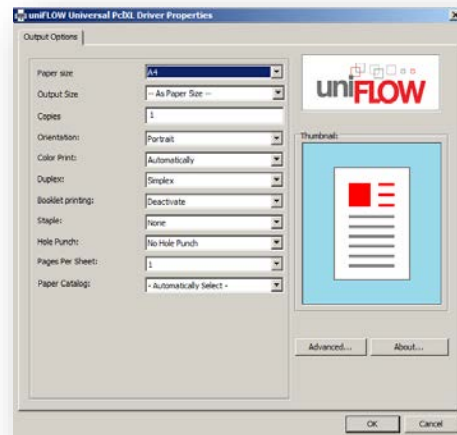 uniFLOW Universal PclXL Driver Properties
Output Options
Paper size A4
Output Size -- As Paper Size --
Copies 1
Orientation: Portrait
Color Print: Automatically
Duplex: Simplex
Booklet printing: Deactivate
Staple: None
Hole Punch: No Hole Punch
Pages Per Sheet: 1
Paper Catalog: - Automatically Select -
uniFLOW
Thumbnail:
Advanced... About...
OK Cancel